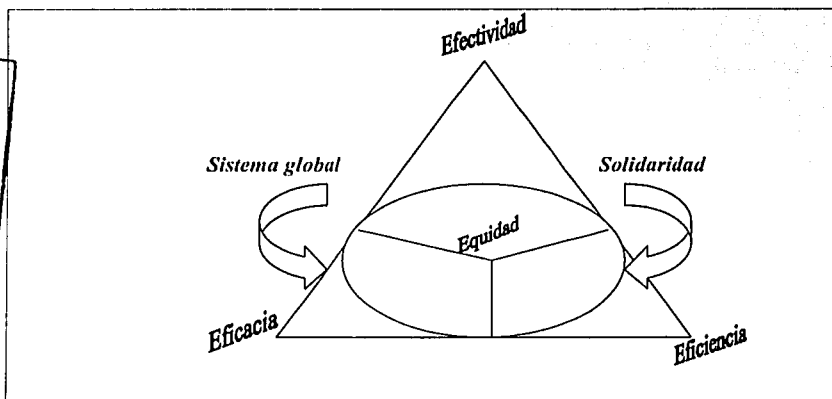 Efectividad
Sistema global
Solidaridad
Equidad
Eficacia
Eficiencia